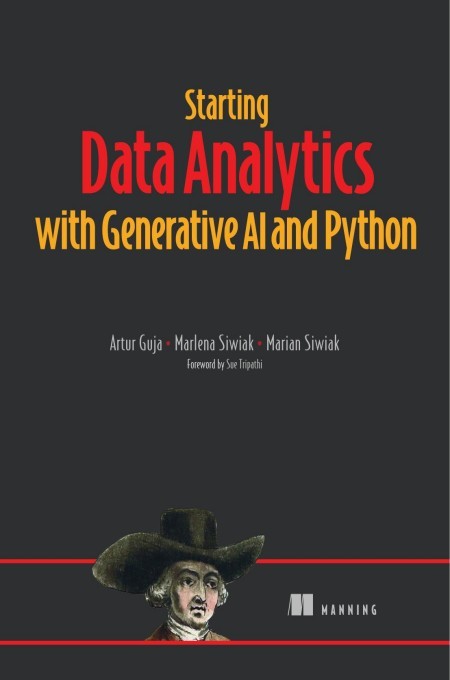 Starting
Data Analytics
with Generative AI and Python
Artur Guja • Marlena Siwiak • Marian Siwiak
Foreword by Sue Tripathi
MANNING